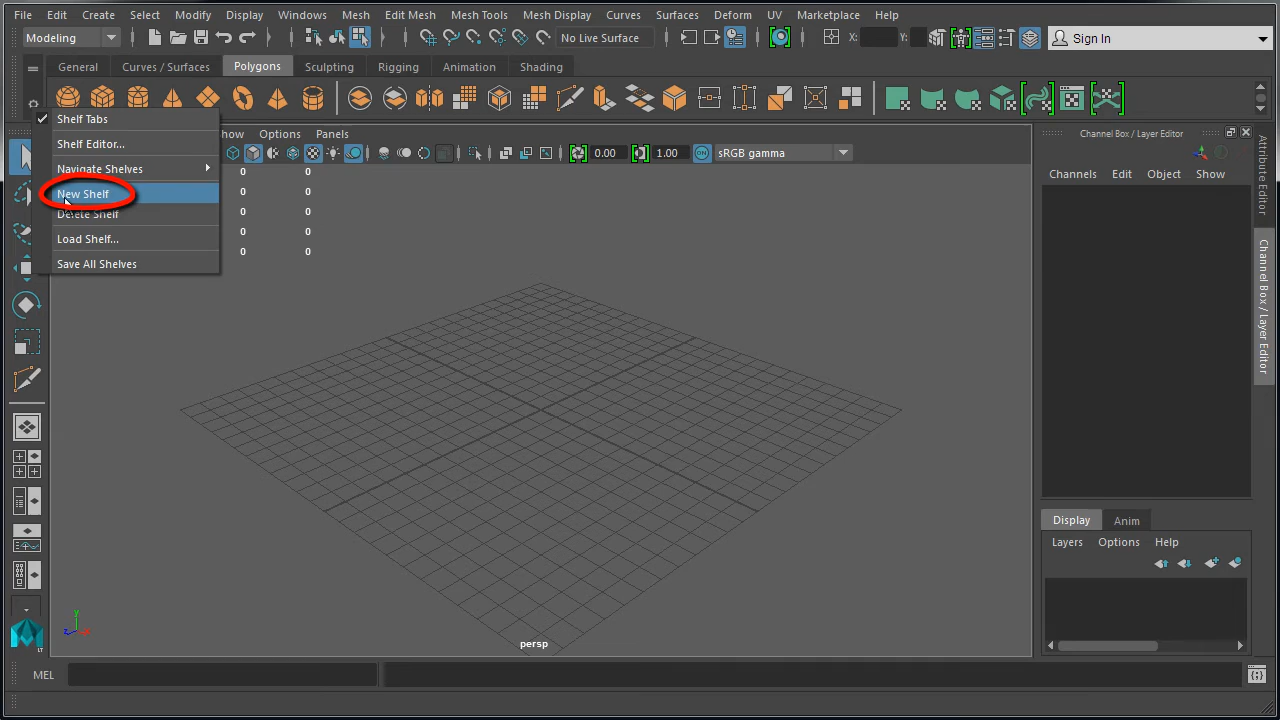 File Edit Create Select Modify Display Windows Mesh Edit Mesh Mesh Tools Mesh Display Curves Surfaces Deform UV Marketplace Help
Modeling No Live Surface X: Y: Sign In
General Curves / Surfaces Polygons Sculpting Rigging Animation Shading
Shelf Tabs
Shelf Editor...
Navigate Shelves
New Shelf
Delete Shelf
Load Shelf...
Save All Shelves
Options Panels
0.00 1.00 ON sRGB gamma
0 0
0 0
0 0
0 0
0 0
persp
y
z
Channel Box / Layer Editor
Channels Edit Object Show
Display Anim
Layers Options Help
Attribute Editor
Channel Box / Layer Editor
LT
MEL